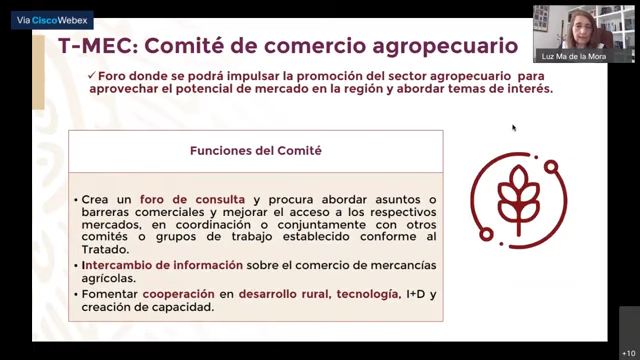 Via Cisco Webex
T-MEC: Comité de comercio agropecuario
Luz Ma de la Mora
✓Foro donde se podrá impulsar la promoción del sector agropecuario para
aprovechar el potencial de mercado en la región y abordar temas de interés.
Funciones del Comité
• Crea un foro de consulta y procura abordar asuntos o
barreras comerciales y mejorar el acceso a los respectivos
mercados, en coordinación o conjuntamente con otros
comités o grupos de trabajo establecido conforme al
Tratado.
• Intercambio de información sobre el comercio de mercancías
agrícolas.
• Fomentar cooperación en desarrollo rural, tecnología, I+D y
creación de capacidad.
+10